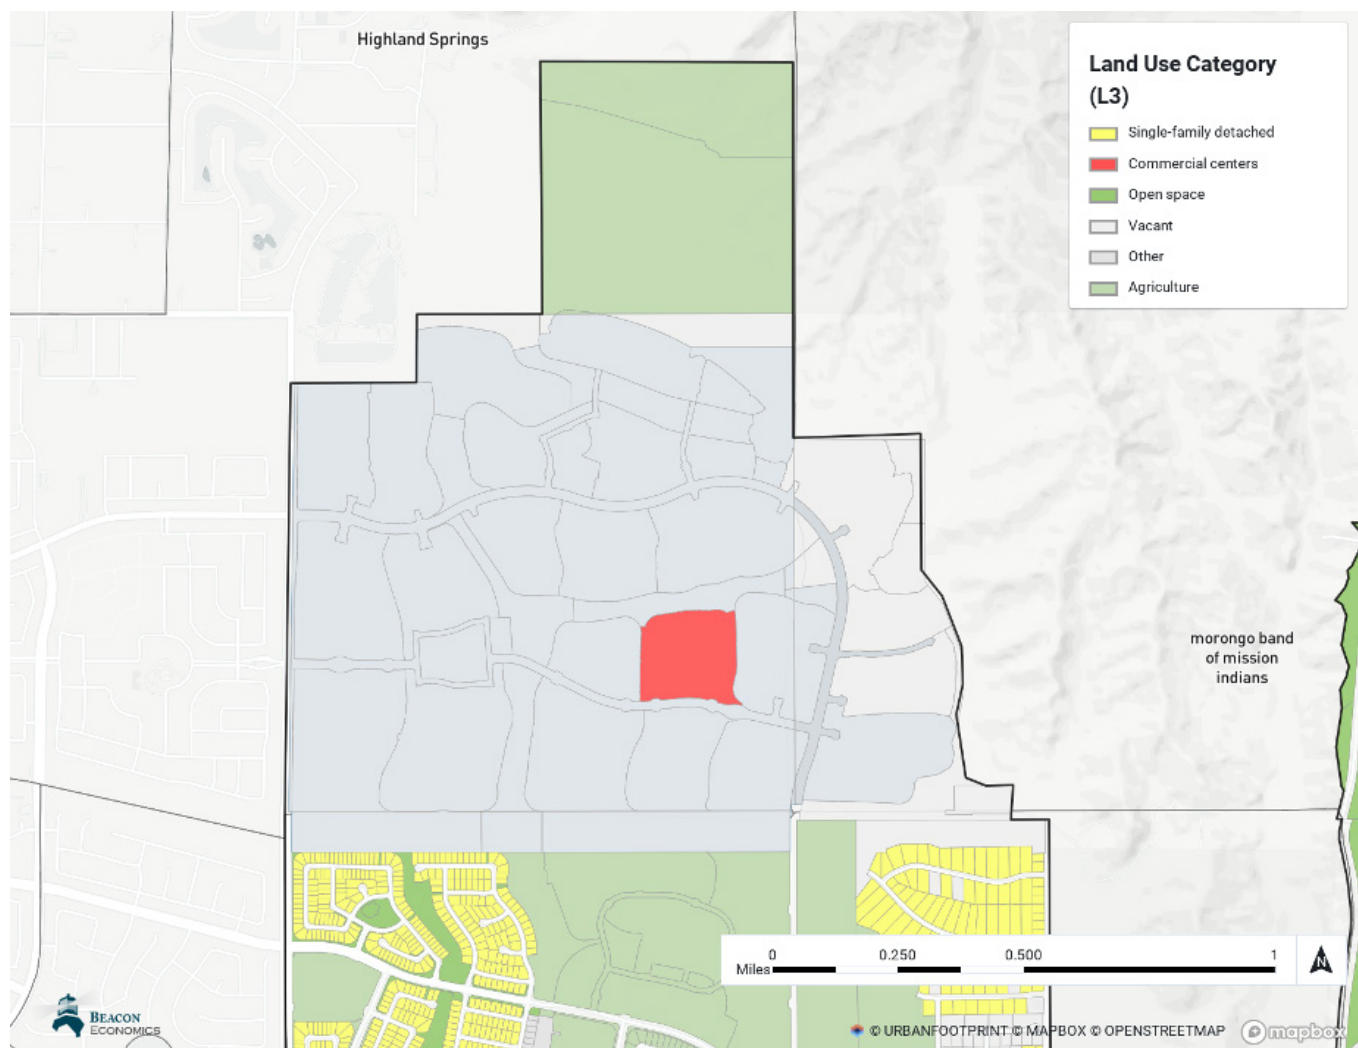 Highland Springs
Land Use Category
(L3)
Single-family detached
Commercial centers
Open space
Vacant
Other
Agriculture
morongo band
of mission
indians
0 0.250 0.500 1
Miles
N
BEACON
ECONOMICS
© URBANFOOTPRINT © MAPBOX © OPENSTREETMAP
mapbox